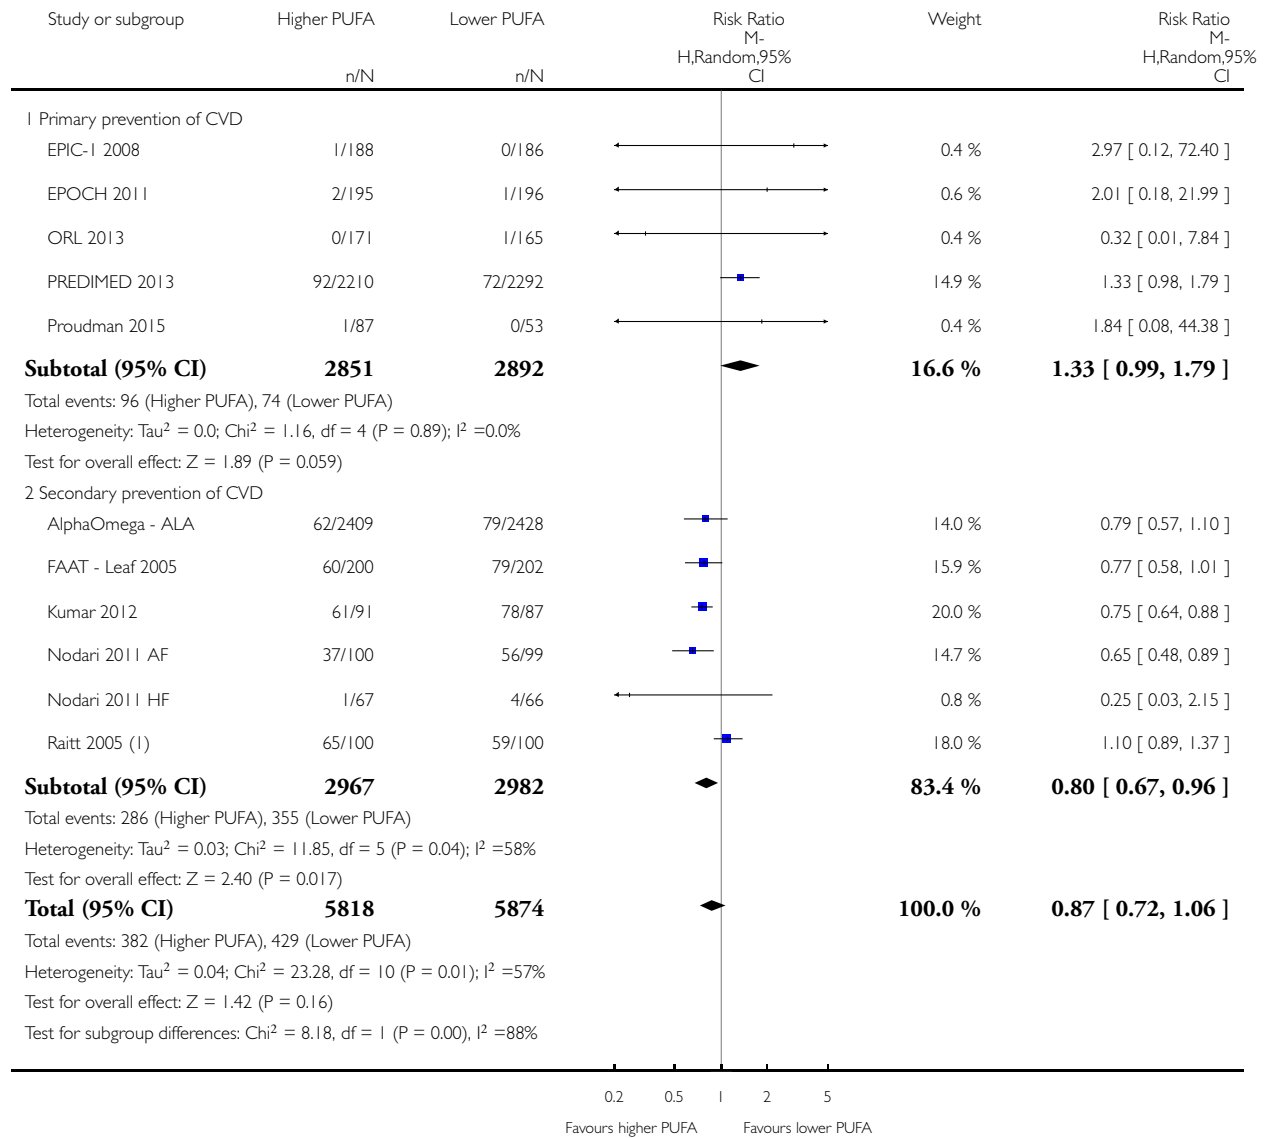 Study or subgroup Higher PUFA Lower PUFA Risk Ratio Weight Risk Ratio
M- M-
H,Random,95% H,Random,95%
n/N n/N CI CI
1 Primary prevention of CVD
EPIC-1 2008 1/188 0/186 0.4 % 2.97 [ 0.12, 72.40 ]
EPOCH 2011 2/195 1/196 0.6 % 2.01 [ 0.18, 21.99 ]
ORL 2013 0/171 1/165 0.4 % 0.32 [ 0.01, 7.84 ]
PREDIMED 2013 92/2210 72/2292 14.9 % 1.33 [ 0.98, 1.79 ]
Proudman 2015 1/87 0/53 0.4 % 1.84 [ 0.08, 44.38 ]
Subtotal (95% CI) 2851 2892 16.6 % 1.33 [ 0.99, 1.79 ]
Total events: 96 (Higher PUFA), 74 (Lower PUFA)
Heterogeneity: Tau² = 0.0; Chi² = 1.16, df = 4 (P = 0.89); I² =0.0%
Test for overall effect: Z = 1.89 (P = 0.059)
2 Secondary prevention of CVD
AlphaOmega - ALA 62/2409 79/2428 14.0 % 0.79 [ 0.57, 1.10 ]
FAAT - Leaf 2005 60/200 79/202 15.9 % 0.77 [ 0.58, 1.01 ]
Kumar 2012 61/91 78/87 20.0 % 0.75 [ 0.64, 0.88 ]
Nodari 2011 AF 37/100 56/99 14.7 % 0.65 [ 0.48, 0.89 ]
Nodari 2011 HF 1/67 4/66 0.8 % 0.25 [ 0.03, 2.15 ]
Raitt 2005 (1) 65/100 59/100 18.0 % 1.10 [ 0.89, 1.37 ]
Subtotal (95% CI) 2967 2982 83.4 % 0.80 [ 0.67, 0.96 ]
Total events: 286 (Higher PUFA), 355 (Lower PUFA)
Heterogeneity: Tau² = 0.03; Chi² = 11.85, df = 5 (P = 0.04); I² =58%
Test for overall effect: Z = 2.40 (P = 0.017)
Total (95% CI) 5818 5874 100.0 % 0.87 [ 0.72, 1.06 ]
Total events: 382 (Higher PUFA), 429 (Lower PUFA)
Heterogeneity: Tau² = 0.04; Chi² = 23.28, df = 10 (P = 0.01); I² =57%
Test for overall effect: Z = 1.42 (P = 0.16)
Test for subgroup differences: Chi² = 8.18, df = 1 (P = 0.00), I² =88%
0.2 0.5 1 2 5
Favours higher PUFA Favours lower PUFA